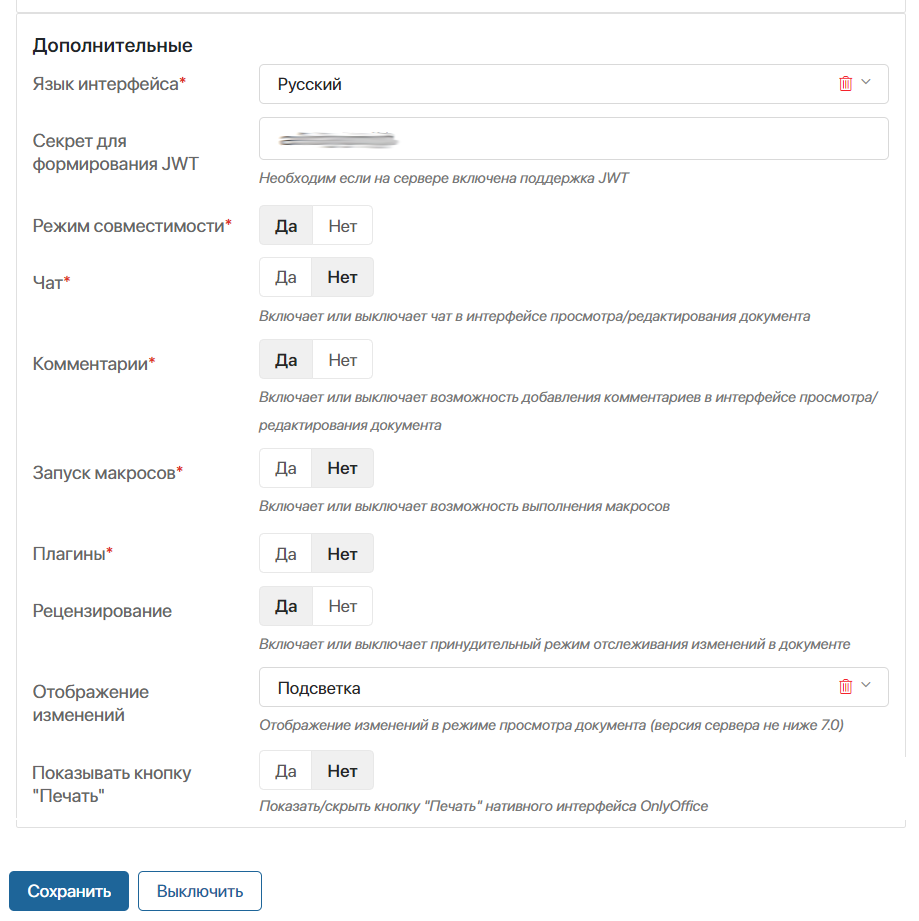 Дополнительные
Язык интерфейса*
Русский
Секрет для
формирования JWT
Необходим если на сервере включена поддержка JWT
Режим совместимости*
Да Нет
Чат*
Да Нет
Включает или выключает чат в интерфейсе просмотра/редактирования документа
Комментарии*
Да Нет
Включает или выключает возможность добавления комментариев в интерфейсе просмотра/
редактирования документа
Запуск макросов*
Да Нет
Включает или выключает возможность выполнения макросов
Плагины*
Да Нет
Рецензирование
Да Нет
Включает или выключает принудительный режим отслеживания изменений в документе
Отображение
изменений
Подсветка
Отображение изменений в режиме просмотра документа (версия сервера не ниже 7.0)
Показывать кнопку
"Печать"
Да Нет
Показать/скрыть кнопку "Печать" нативного интерфейса OnlyOffice
Сохранить
Выключить